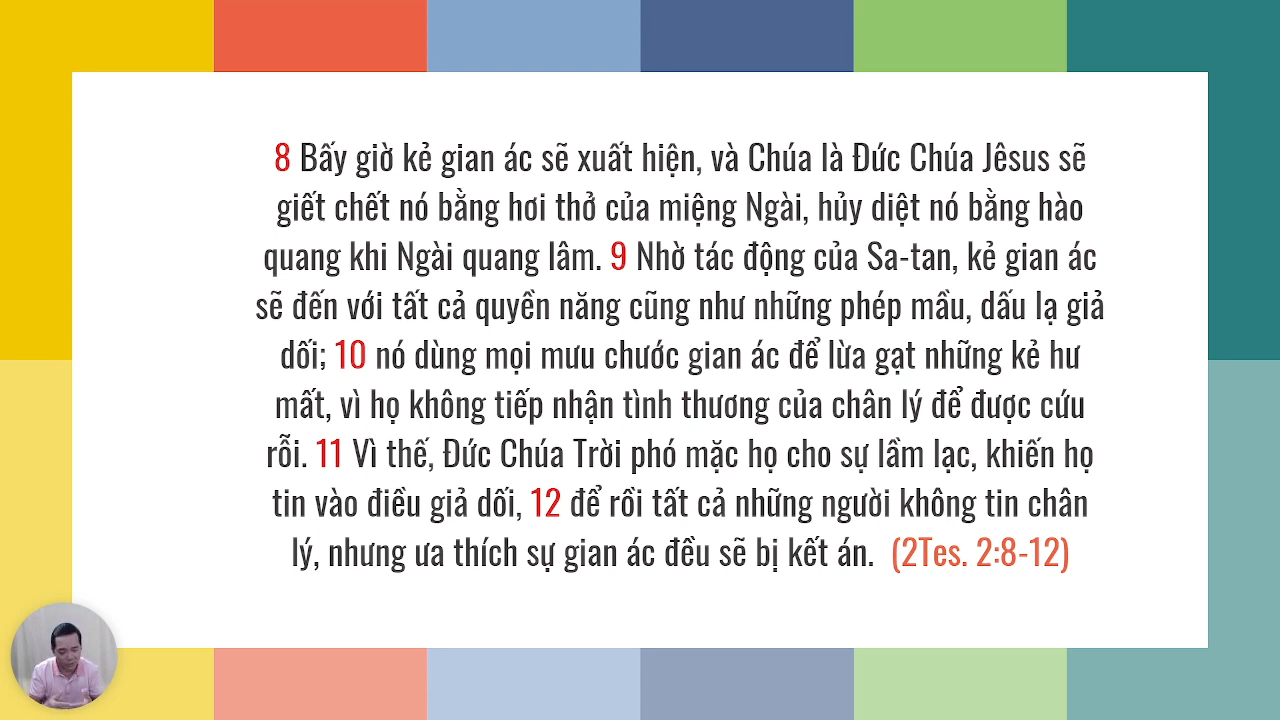 8 Bấy giờ kẻ gian ác sẽ xuất hiện, và Chúa là Đức Chúa Jêsus sẽ
giết chết nó bằng hơi thở của miệng Ngài, hủy diệt nó bằng hào
quang khi Ngài quang lâm. 9 Nhờ tác động của Sa-tan, kẻ gian ác
sẽ đến với tất cả quyền năng cũng như những phép mầu, dấu lạ giả
dối; 10 nó dùng mọi mưu chước gian ác để lừa gạt những kẻ hư
mất, vì họ không tiếp nhận tình thương của chân lý để được cứu
rỗi. 11 Vì thế, Đức Chúa Trời phó mặc họ cho sự lầm lạc, khiến họ
tin vào điều giả dối, 12 để rồi tất cả những người không tin chân
lý, nhưng ưa thích sự gian ác đều sẽ bị kết án. (2Tes. 2:8-12)